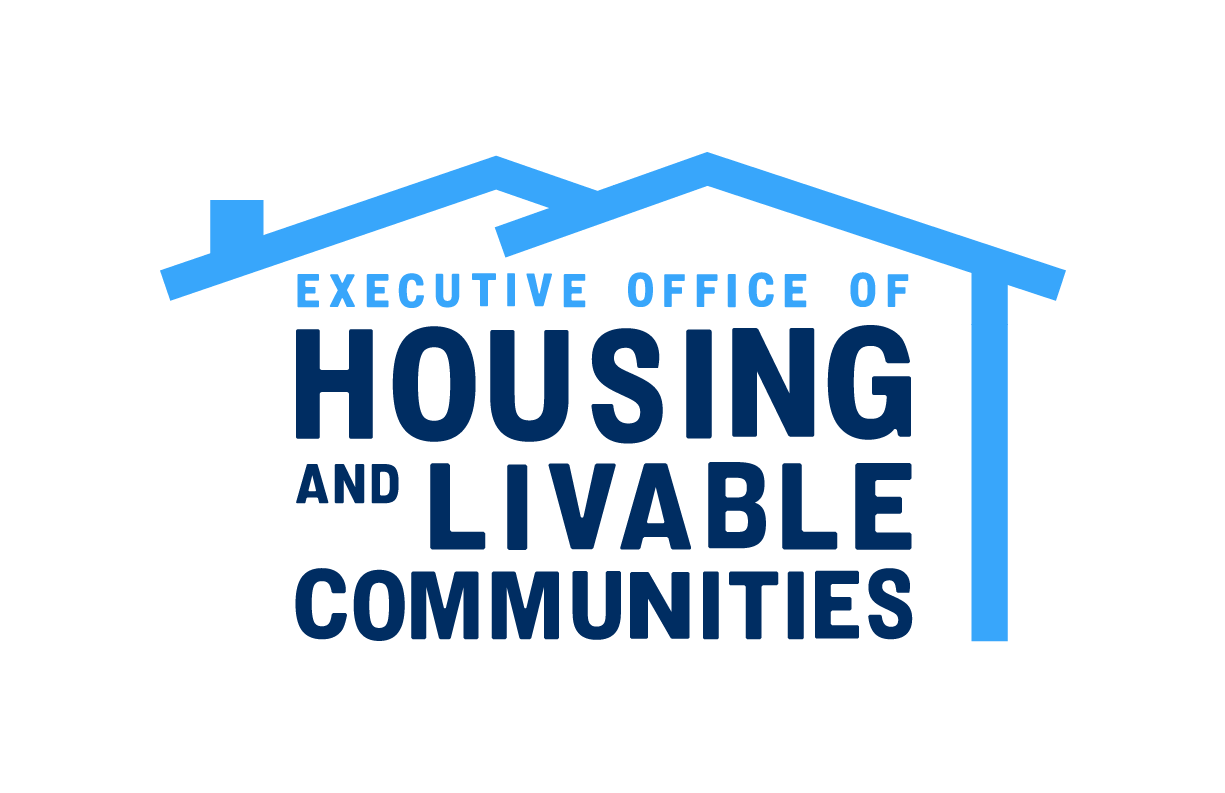 EXECUTIVE OFFICE OF
HOUSING
AND LIVABLE
COMMUNITIES